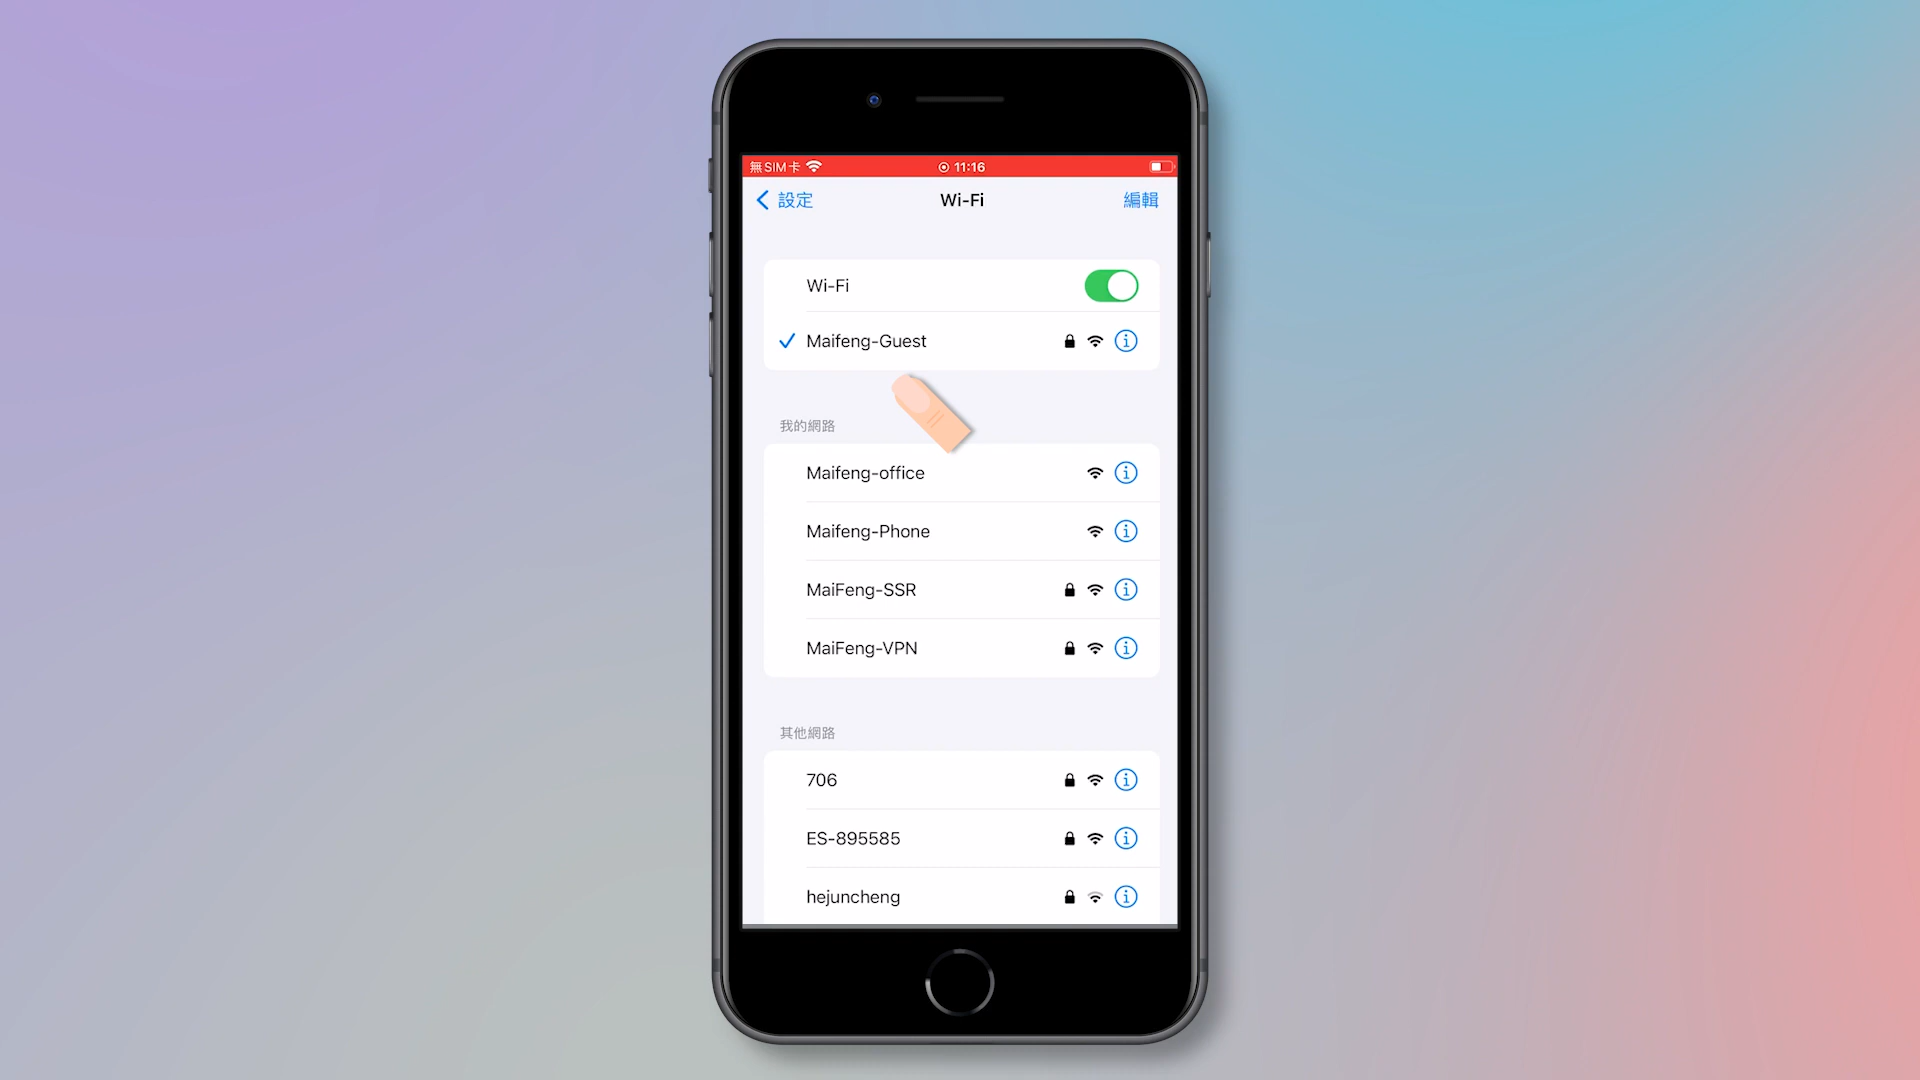 無SIM卡 11:16
設定 Wi-Fi 編輯
Wi-Fi
Maifeng-Guest
我的網路
Maifeng-office
Maifeng-Phone
MaiFeng-SSR
MaiFeng-VPN
其他網路
706
ES-895585
hejuncheng